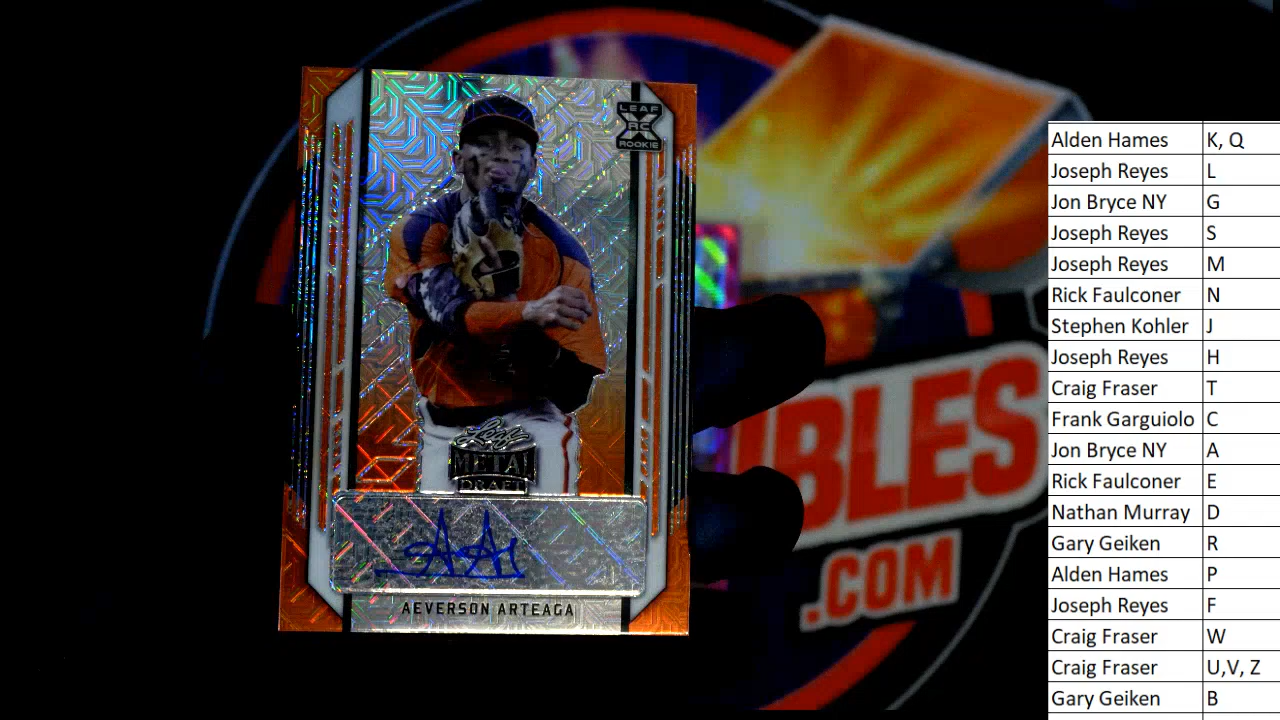 LEAF
RC
ROOKIE
Leaf
METAL
DRAFT
AEVERSON ARTEAGA
IBLES
.COM
Alden Hames K, Q
Joseph Reyes L
Jon Bryce NY G
Joseph Reyes S
Joseph Reyes M
Rick Faulconer N
Stephen Kohler J
Joseph Reyes H
Craig Fraser T
Frank Garguiolo C
Jon Bryce NY A
Rick Faulconer E
Nathan Murray D
Gary Geiken R
Alden Hames P
Joseph Reyes F
Craig Fraser W
Craig Fraser U,V, Z
Gary Geiken B